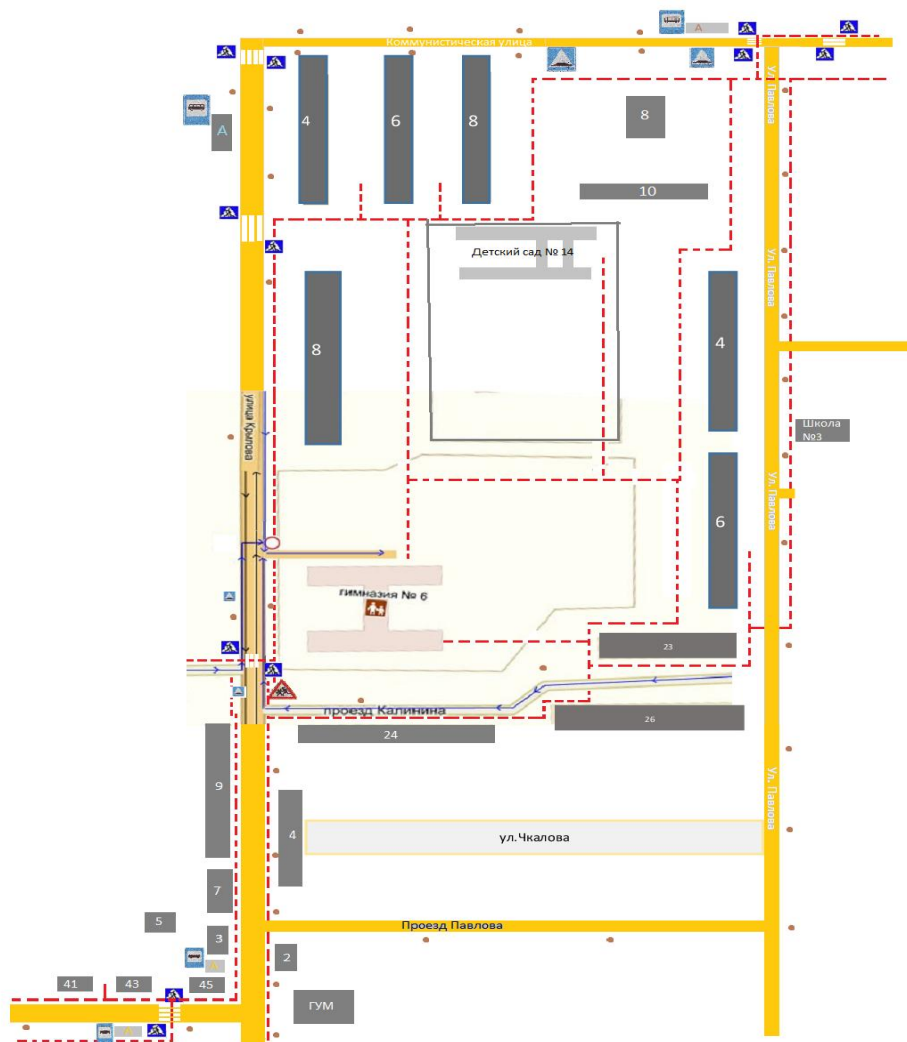 А
Коммунистическая улица
Ул. Павлова
4
6
8
8
А
10
Детский сад № 14
Ул. Павлова
8
4
улица Крылова
Школа
№3
Ул. Павлова
6
гимназия № 6
23
проезд Калинина
26
24
9
Ул. Павлова
4
ул.Чкалова
7
5
3
Проезд Павлова
А
2
41
43
45
ГУМ
А